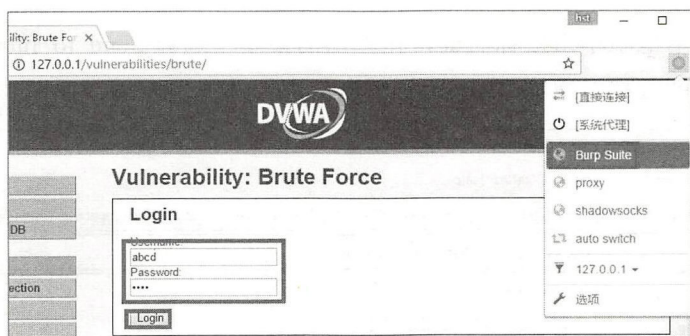 hst
ility: Brute For ×
127.0.0.1/vulnerabilities/brute/
DVWA
[直接连接]
[系统代理]
Burp Suite
proxy
shadowsocks
auto switch
127.0.0.1
选项
Vulnerability: Brute Force
Login
Username:
abcd
Password:
••••
Login
DB
ection